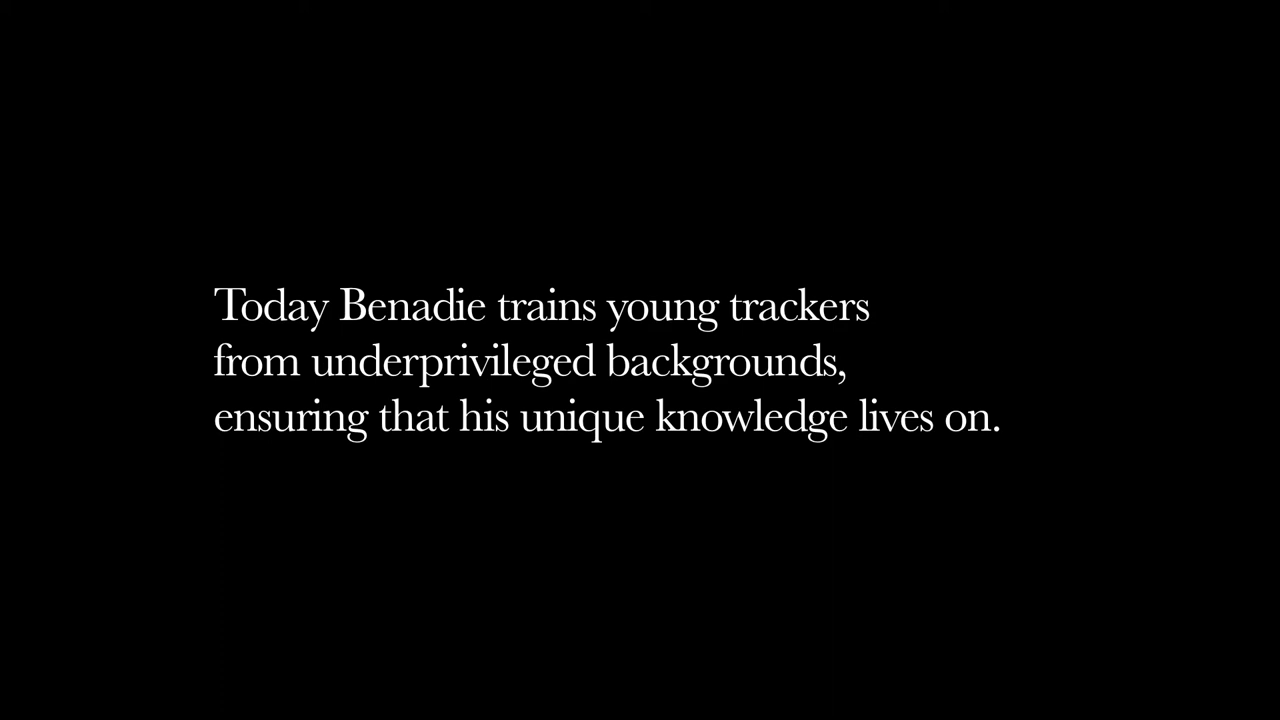 Today Benadie trains young trackers
from underprivileged backgrounds,
ensuring that his unique knowledge lives on.